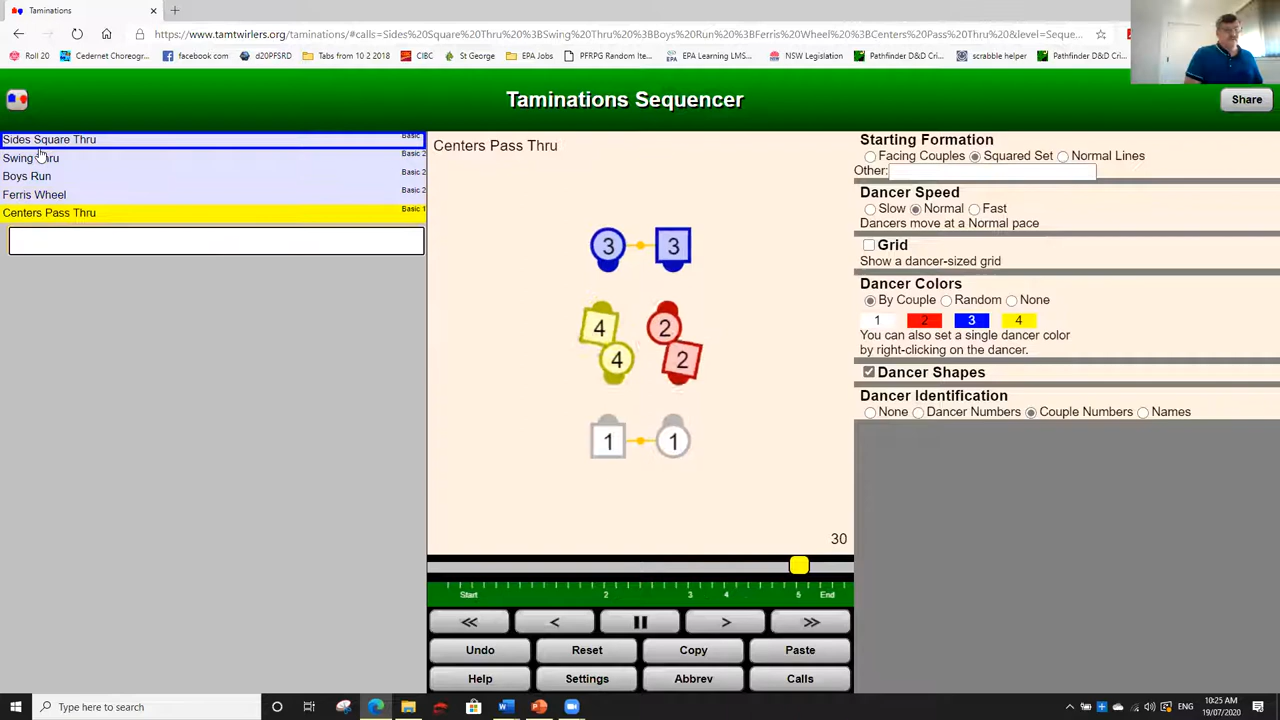 Taminations
https://www.tamtwirlers.org/taminations/#calls=Sides%20Square%20Thru%20%3BSwing%20Thru%20%3BBoys%20Run%20%3BFerris%20Wheel%20%3BCenters%20Pass%20Thru%20&level=Seque...
Roll 20 Cedernet Choreogr... facebook.com d20PFSRD Tabs from 10 2 2018 CIBC St George EPA Jobs PFRPG Random Ite... EPA Learning LMS... NSW Legislation Pathfinder D&D Cri... scrabble helper Pathfinder D&D Cri...
Taminations Sequencer
Share
Sides Square Thru Basic
Swing Thru Basic 2
Boys Run Basic 2
Ferris Wheel Basic 2
Centers Pass Thru Basic 1
Centers Pass Thru
3 3
4 2
4 2
1 1
30
Start 2 3 4 5 End
<< < > >>
Undo Reset Copy Paste
Help Settings Abbrev Calls
Starting Formation
Facing Couples Squared Set Normal Lines
Other:
Dancer Speed
Slow Normal Fast
Dancers move at a Normal pace
Grid
Show a dancer-sized grid
Dancer Colors
By Couple Random None
1 2 3 4
You can also set a single dancer color
by right-clicking on the dancer.
Dancer Shapes
Dancer Identification
None Dancer Numbers Couple Numbers Names
Type here to search
ENG
10:25 AM
19/07/2020